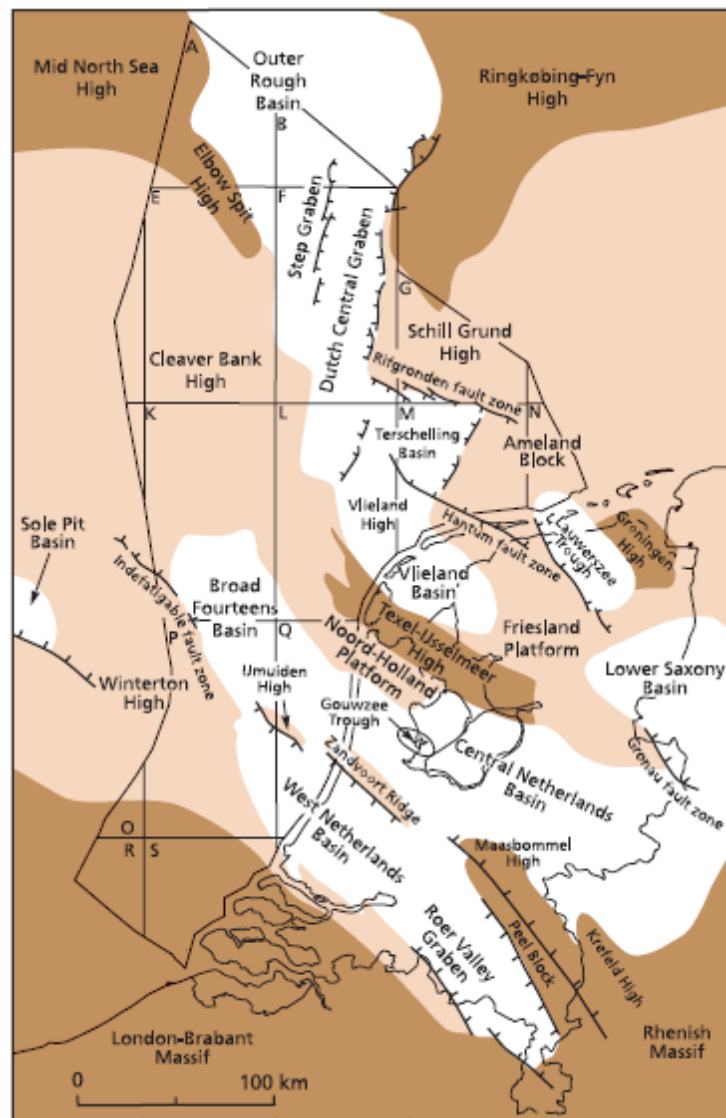 A
Mid North Sea
High
Outer
Rough
Basin
Ringkøbing-Fyn
High
B
Elbow Spit
High
E
F
Step Graben
Dutch Central Graben
G
Schill Grund
High
Cleaver Bank
High
Rifgronden fault zone
K
L
M
N
Terschelling
Basin
Ameland
Block
Vlieland
High
Hantum fault zone
Lauwerszee
Trough
Groningen
High
Sole Pit
Basin
Indefatigable fault zone
Broad
Fourteens
Basin
Vlieland
Basin
Texel-IJsselmeer
High
Friesland
Platform
P
Q
Noord-Holland
Platform
Winterton
High
IJmuiden
High
Lower Saxony
Basin
Gouwzee
Trough
Zandvoort Ridge
Central Netherlands
Basin
Gronau fault zone
West Netherlands
Basin
O
R
S
Maasbommel
High
Roer Valley
Graben
Peel Block
Krefeld High
London-Brabant
Massif
Rhenish
Massif
0
100 km